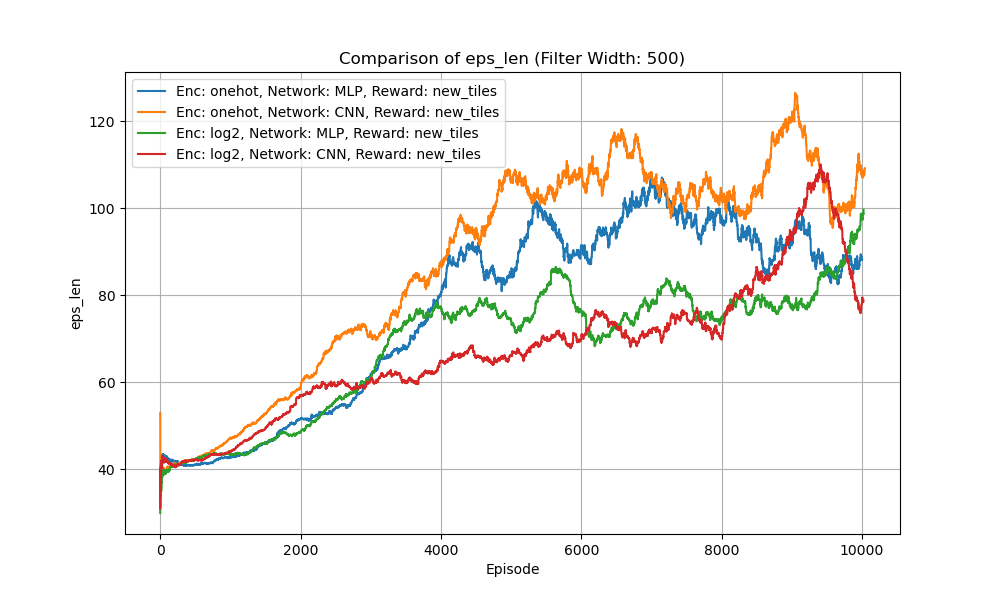 Comparison of eps_len (Filter Width: 500)
Enc: onehot, Network: MLP, Reward: new_tiles
Enc: onehot, Network: CNN, Reward: new_tiles
Enc: log2, Network: MLP, Reward: new_tiles
Enc: log2, Network: CNN, Reward: new_tiles
120
100
80
60
40
eps_len
0 2000 4000 6000 8000 10000
Episode